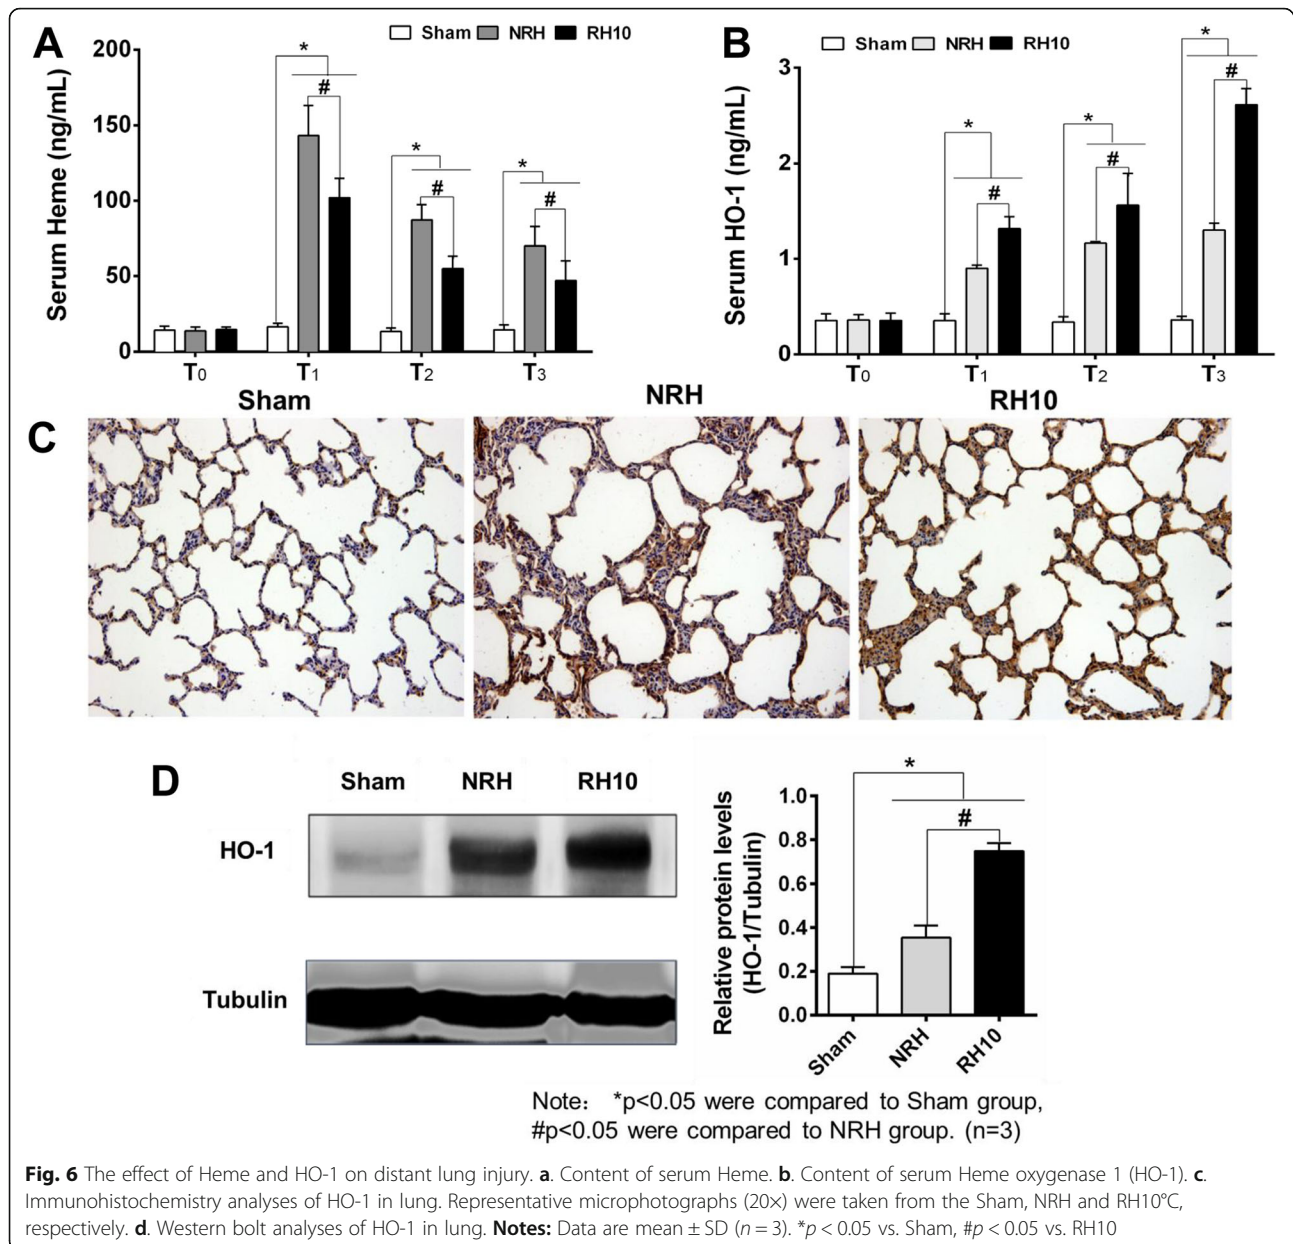 A
Sham NRH RH10
Serum Heme (ng/mL)
200
150
100
50
0
*
#
*
#
*
#
T0 T1 T2 T3
B
Sham NRH RH10
Serum HO-1 (ng/mL)
3
2
1
0
*
#
*
#
*
#
T0 T1 T2 T3
C
Sham NRH RH10
D
Sham NRH RH10
HO-1
Tubulin
Relative protein levels
(HO-1/Tubulin)
1.0
0.8
0.6
0.4
0.2
0.0
*
#
Sham NRH RH10
Note: *p<0.05 were compared to Sham group,
#p<0.05 were compared to NRH group. (n=3)
Fig. 6 The effect of Heme and HO-1 on distant lung injury. a. Content of serum Heme. b. Content of serum Heme oxygenase 1 (HO-1). c.
Immunohistochemistry analyses of HO-1 in lung. Representative microphotographs (20×) were taken from the Sham, NRH and RH10°C,
respectively. d. Western bolt analyses of HO-1 in lung. Notes: Data are mean ± SD (n = 3). *p < 0.05 vs. Sham, #p < 0.05 vs. RH10